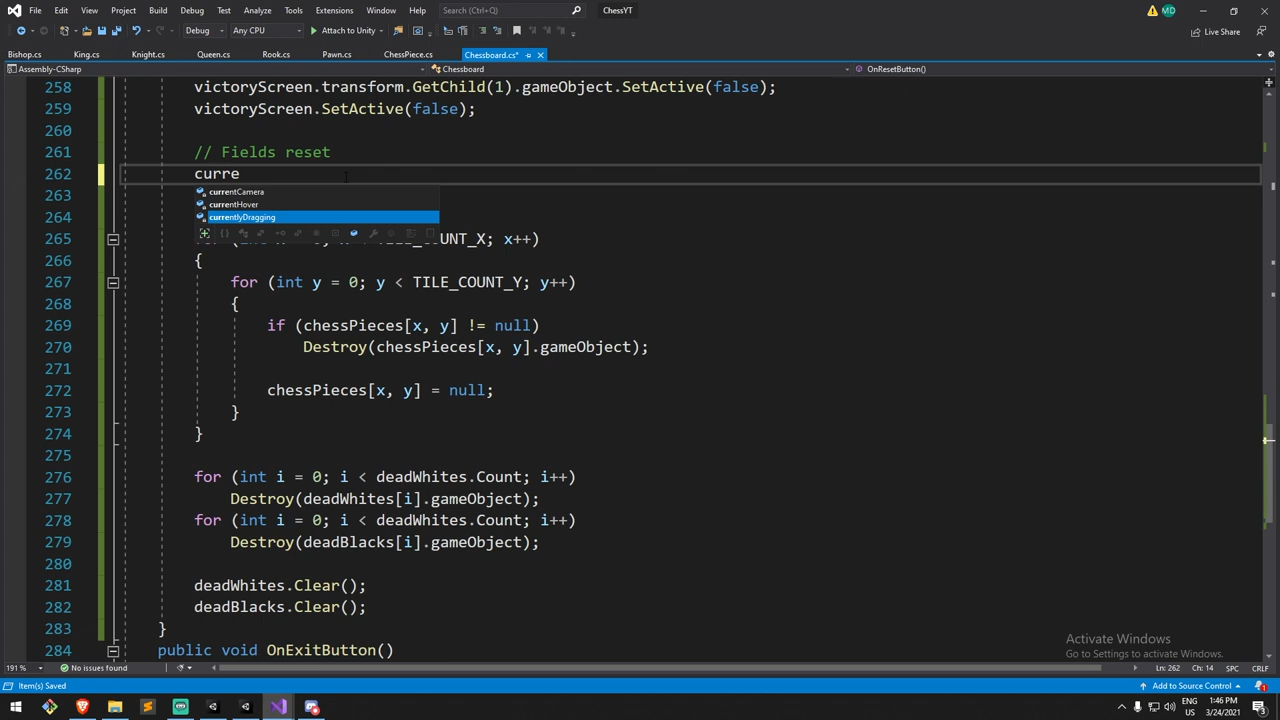 File Edit View Git Project Build Debug Test Analyze Tools Extensions Window Help Search (Ctrl+Q) ChessYT MD
Debug Any CPU Attach to Unity Live Share
Bishop.cs King.cs Knight.cs Queen.cs Rook.cs Pawn.cs ChessPiece.cs Chessboard.cs*
Assembly-CSharp Chessboard OnResetButton()
258 victoryScreen.transform.GetChild(1).gameObject.SetActive(false);
259 victoryScreen.SetActive(false);
260
261 // Fields reset
262 curre
263 currentCamera
currentHover
264 currentlyDragging
265 TILE_COUNT_X; x++)
266 {
267 for (int y = 0; y < TILE_COUNT_Y; y++)
268 {
269 if (chessPieces[x, y] != null)
270 Destroy(chessPieces[x, y].gameObject);
271
272 chessPieces[x, y] = null;
273 }
274 }
275
276 for (int i = 0; i < deadWhites.Count; i++)
277 Destroy(deadWhites[i].gameObject);
278 for (int i = 0; i < deadWhites.Count; i++)
279 Destroy(deadBlacks[i].gameObject);
280
281 deadWhites.Clear();
282 deadBlacks.Clear();
283 }
284 public void OnExitButton()
Activate Windows
Go to Settings to activate Windows.
191 % No issues found Ln: 262 Ch: 14 SPC CRLF
Item(s) Saved Add to Source Control 1
ENG
US
1:46 PM
3/24/2021
3